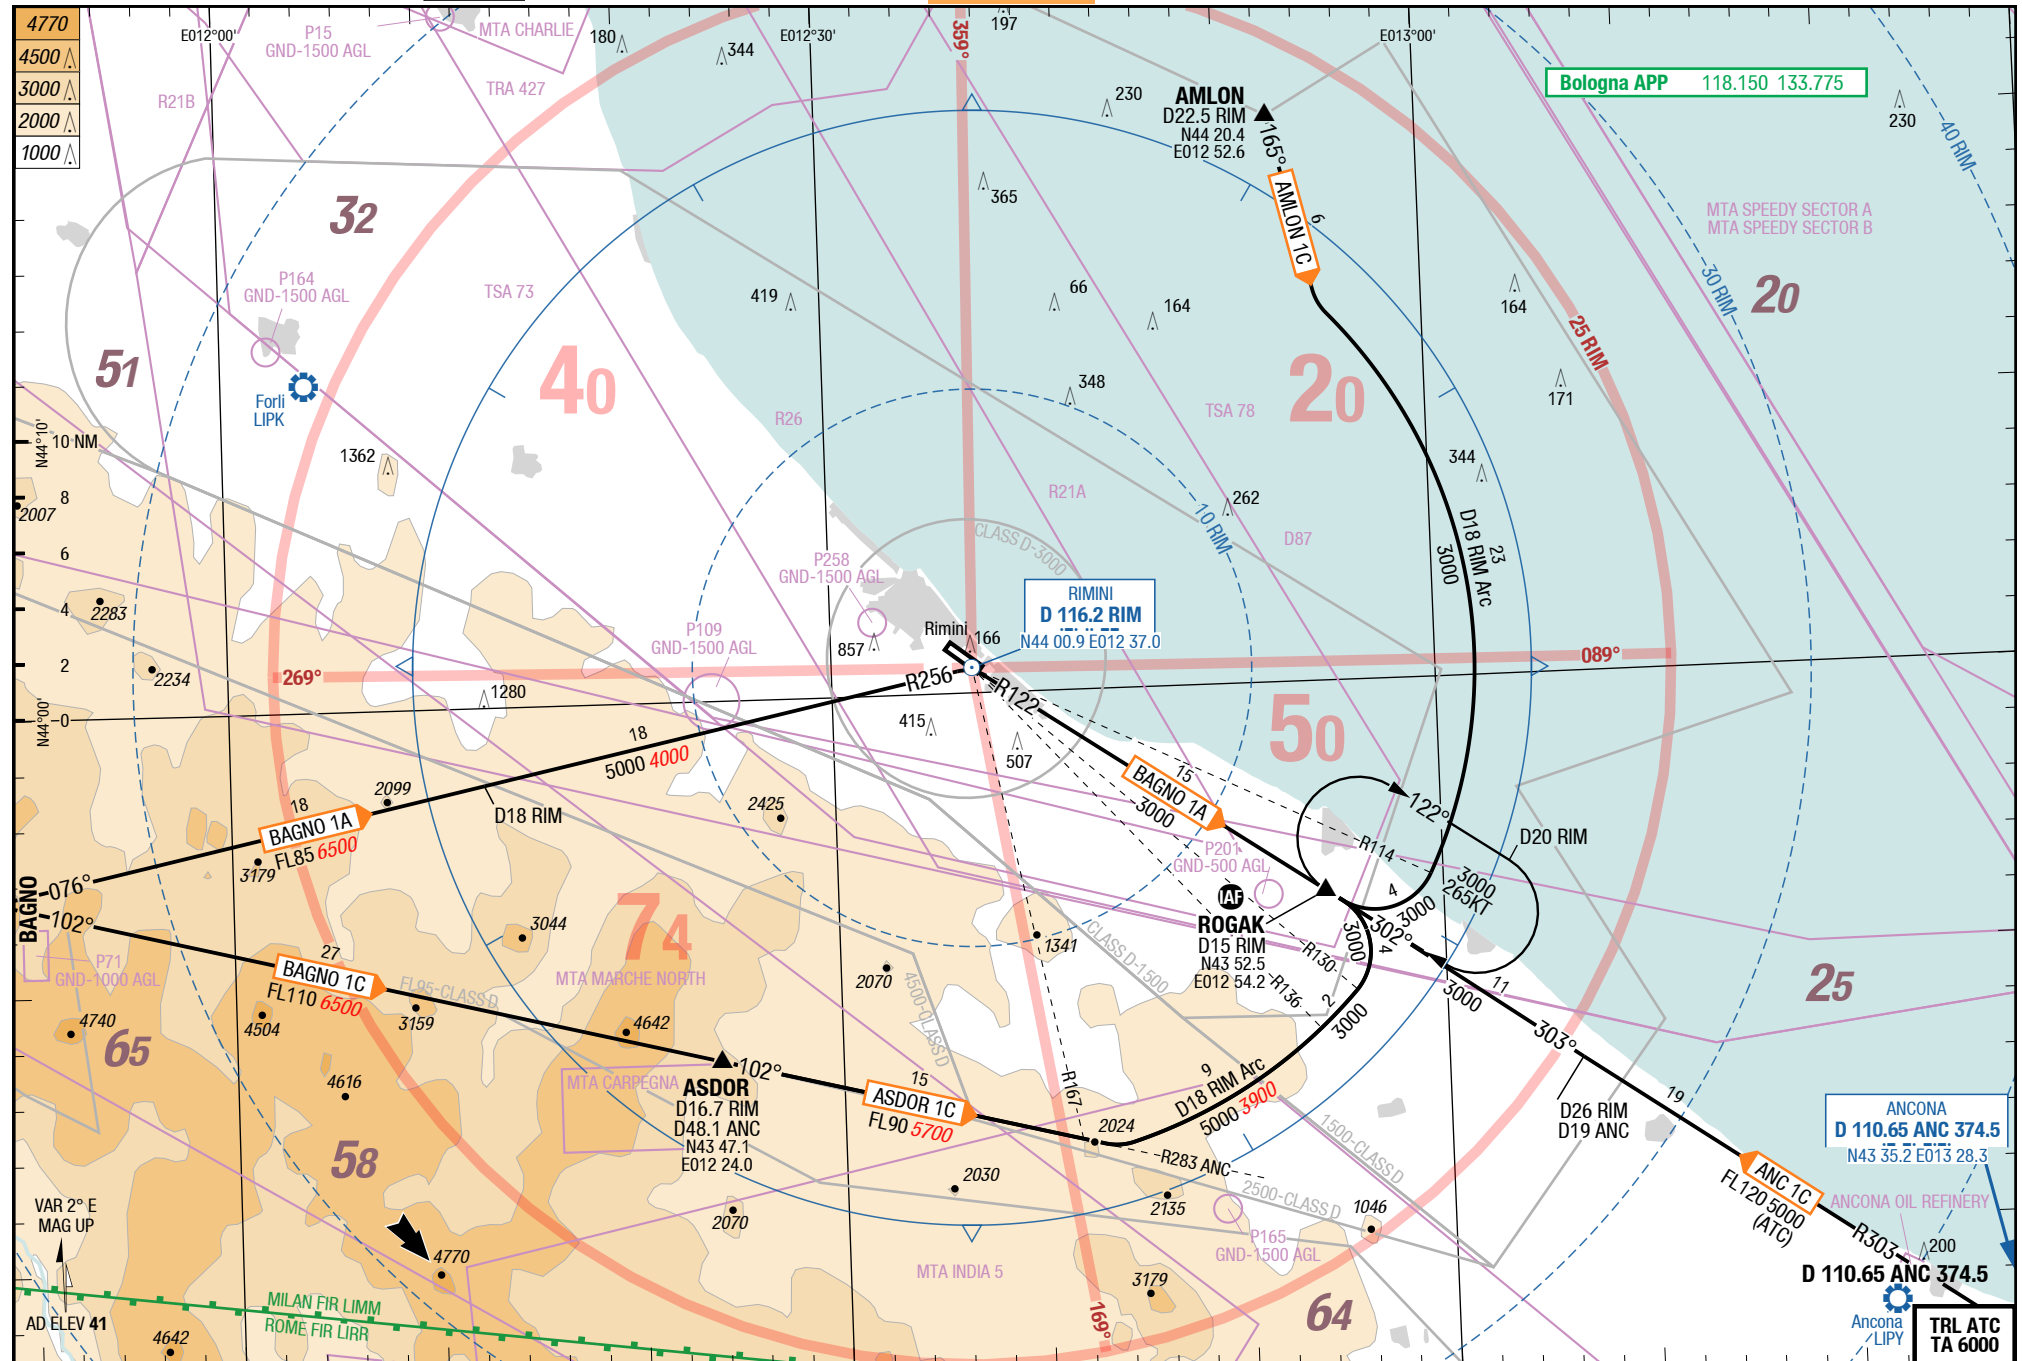 4770
4500
3000
2000
1000
E012°00'
P15
GND-1500 AGL
MTA CHARLIE
180
344
E012°30'
359°
197
E013°00'
Bologna APP 118.150 133.775
R21B
TRA 427
230
AMLON
D22.5 RIM
N44 20.4
E012 52.6
165°
AMLON 1C
6
230
40 RIM
32
365
MTA SPEEDY SECTOR A
MTA SPEEDY SECTOR B
30 RIM
20
P164
GND-1500 AGL
TSA 73
419
66
164
164
25 RIM
51
Forli
LIPK
40
348
20
171
TSA 78
R26
N44°10'
10 NM
1362
344
8
2007
R21A
262
10 RIM
D87
D18 RIM Arc
23
3000
CLASS D-3000
6
P258
GND-1500 AGL
4
2283
RIMINI
D 116.2 RIM
N44 00.9 E012 37.0
P109
GND-1500 AGL
Rimini
166
857
2
2234
269°
089°
R256
R122
1280
N44°00'
0
415
507
50
18
5000 4000
15
BAGNO 1A
3000
2099
2425
D18 RIM
18
BAGNO 1A
FL85 6500
3179
122°
D20 RIM
R114
P201
GND-500 AGL
3000
265KT
BAGNO
076°
102°
IAF
ROGAK
D15 RIM
N43 52.5
E012 54.2
4
3000
302°
3000
4
3044
74
1341
P71
GND-1000 AGL
27
BAGNO 1C
FL110 6500
FL95-CLASS D
MTA MARCHE NORTH
2070
4500-CLASS D
CLASS D-1500
R130
R136
2
3000
11
3000
25
4740
65
4504
3159
4642
303°
4616
MTA CARPEGNA
102°
ASDOR
D16.7 RIM
D48.1 ANC
N43 47.1
E012 24.0
15
ASDOR 1C
FL90 5700
R167
2024
9
D18 RIM Arc
5000 3900
19
D26 RIM
D19 ANC
ANCONA
D 110.65 ANC 374.5
N43 35.2 E013 28.3
58
R283 ANC
1500-CLASS D
2500-CLASS D
2030
2135
1046
2070
ANC 1C
FL120 5000
(ATC)
ANCONA OIL REFINERY
VAR 2° E
MAG UP
4770
P165
GND-1500 AGL
R303
200
MTA INDIA 5
3179
D 110.65 ANC 374.5
MILAN FIR LIMM
ROME FIR LIRR
169°
64
AD ELEV 41
4642
Ancona
LIPY
TRL ATC
TA 6000